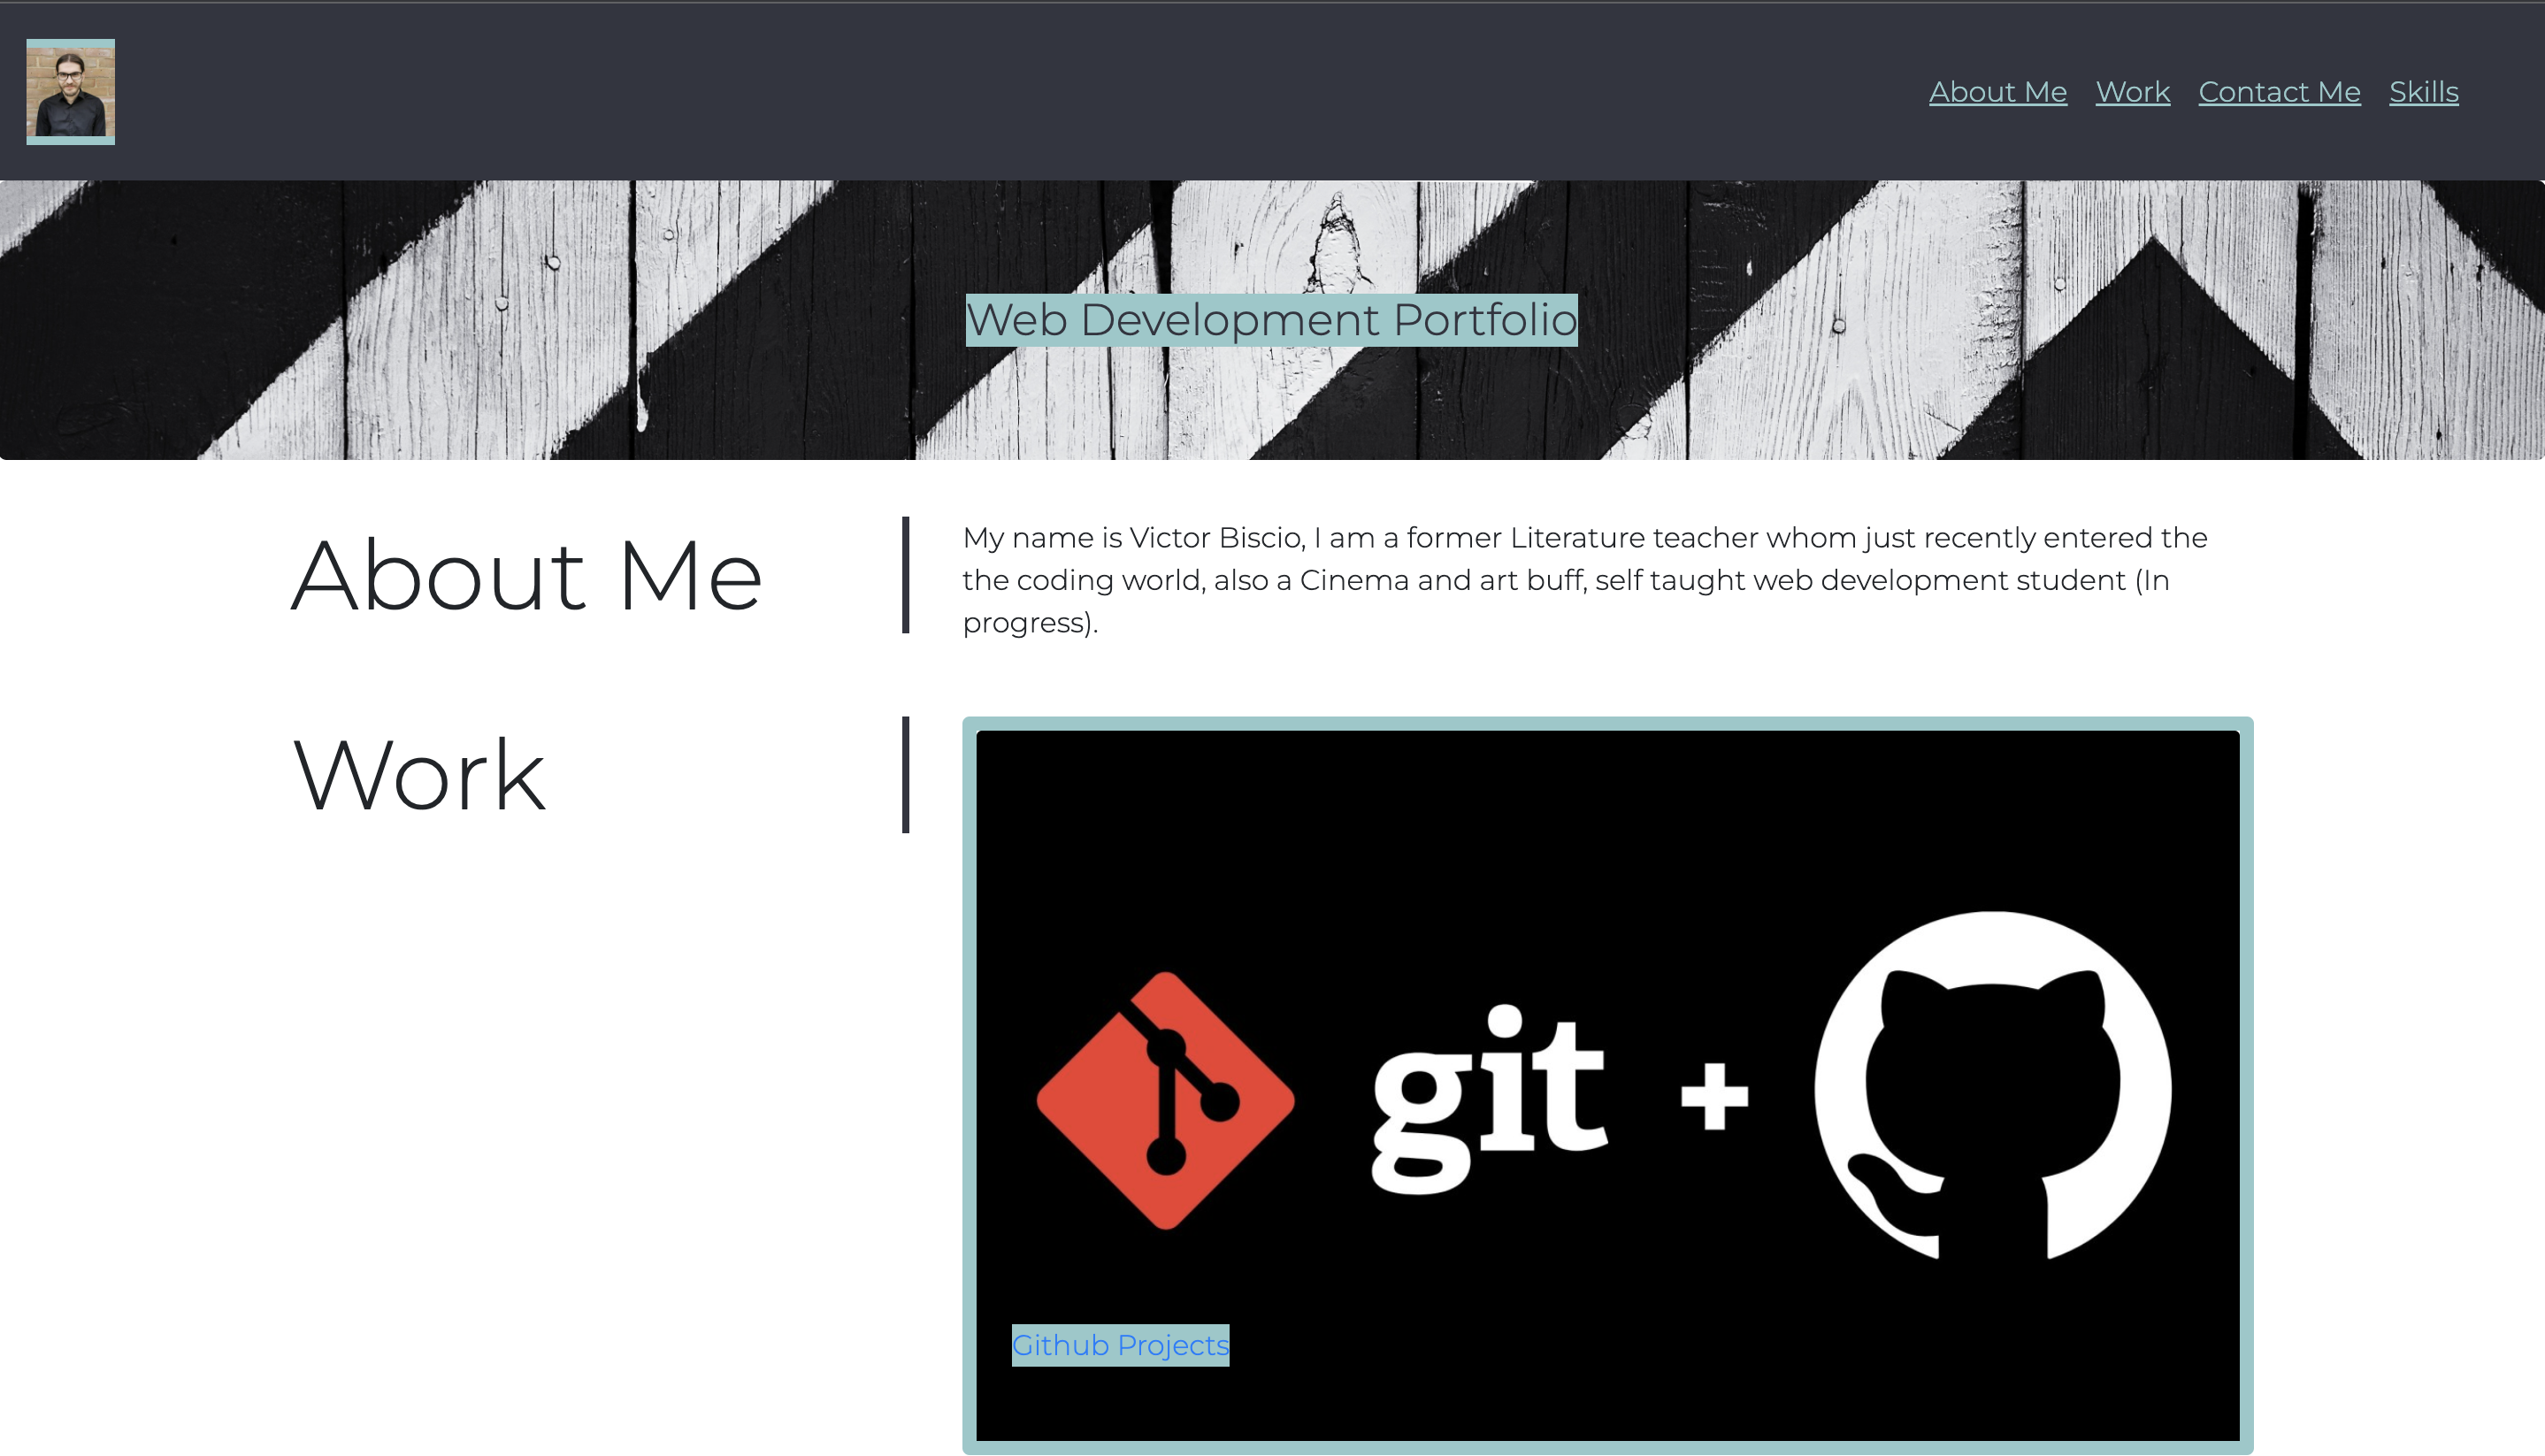 About Me Work Contact Me Skills
Web Development Portfolio
About Me
My name is Victor Biscio, I am a former Literature teacher whom just recently entered the
the coding world, also a Cinema and art buff, self taught web development student (In
progress).
Work
git +
Github Projects